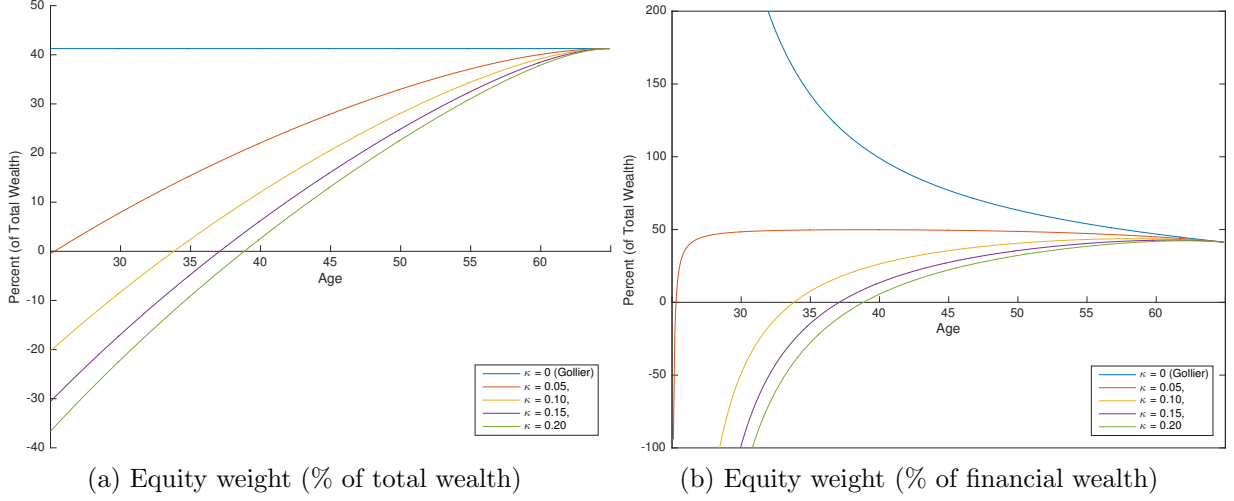 50
40
30
20
10
0
-10
-20
-30
-40
30
35
40
45
50
55
60
Age
Percent (of Total Wealth)
κ = 0 (Gollier)
κ = 0.05,
κ = 0.10,
κ = 0.15,
κ = 0.20
(a) Equity weight (% of total wealth)
200
150
100
50
0
-50
-100
30
35
40
45
50
55
60
Age
Percent (of Total Wealth)
κ = 0 (Gollier)
κ = 0.05,
κ = 0.10,
κ = 0.15,
κ = 0.20
(b) Equity weight (% of financial wealth)